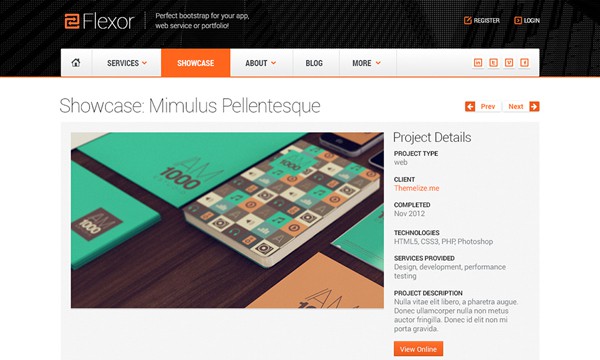 Flexor
Perfect bootstrap for your app,
web service or portfolio!
REGISTER
LOGIN
SERVICES
SHOWCASE
ABOUT
BLOG
MORE
Showcase: Mimulus Pellentesque
Prev
Next
AM
1000
AM
1000
AM
1000
Project Details
PROJECT TYPE
web
CLIENT
Themelize.me
COMPLETED
Nov 2012
TECHNOLOGIES
HTML5, CSS3, PHP, Photoshop
SERVICES PROVIDED
Design, development, performance
testing
PROJECT DESCRIPTION
Nulla vitae elit libero, a pharetra augue.
Donec ullamcorper nulla non metus
auctor fringilla. Donec id elit non mi
porta gravida.
View Online